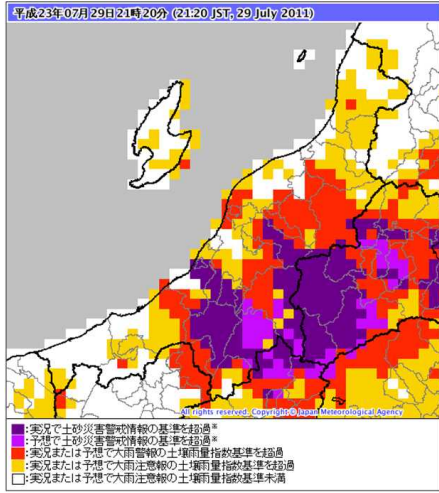 平成23年07月29日21時20分 (21:20 JST, 29 July 2011)
All rights reserved. Copyright © Japan Meteorological Agency
:実況で土砂災害警戒情報の基準を超過※
:予想で土砂災害警戒情報の基準を超過※
:実況または予想で大雨警報の土壌雨量指数基準を超過
:実況または予想で大雨注意報の土壌雨量指数基準を超過
:実況または予想で大雨注意報の土壌雨量指数基準未満